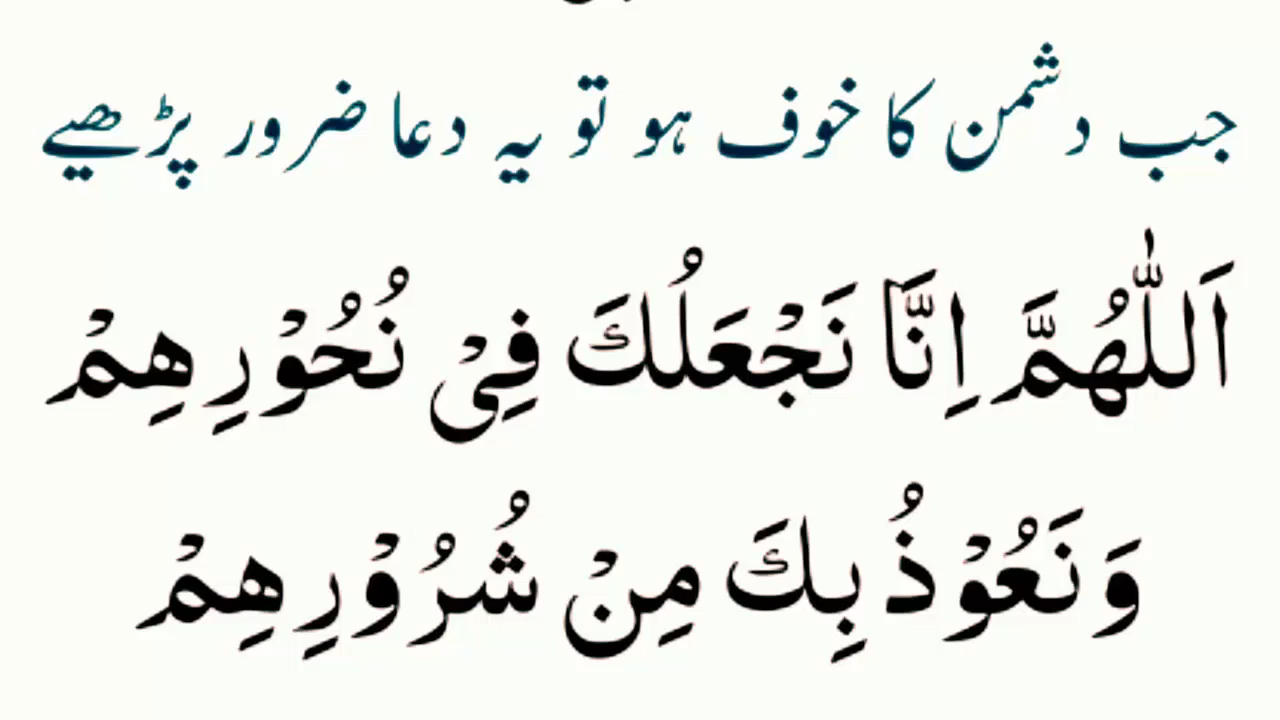 جب دشمن کا خوف ہو تو یہ دعا ضرور پڑھیے
اَللّٰهُمَّ اِنَّا نَجْعَلُكَ فِیْ نُحُوْرِهِمْ
وَنَعُوْذُ بِكَ مِنْ شُرُوْرِهِمْ